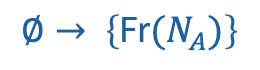 ∅ → {Fr(N_A)}